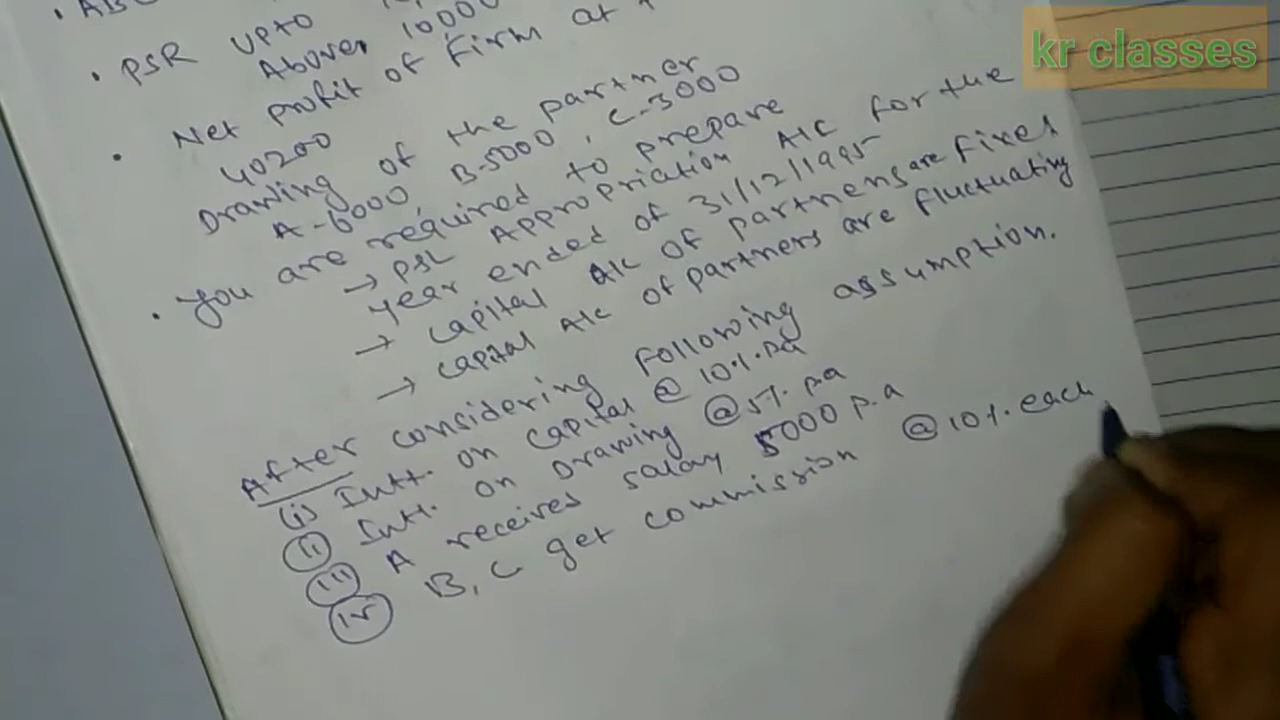 kr classes
• AB
• PSR upto
Above 10000
• Net profit of firm at
40200
Drawing of the partner
A-6000 B-5000, C-3000
• You are required to prepare
→ P&L Appropriation A/C for the
year ended of 31/12/1995
→ Capital A/c of partners are fixed
→ Capital A/c of partners are fluctuating
After considering following assumption.
(i) Intt. on capital @ 10%. pa
(ii) Intt. on Drawing @ 5%. p.a
(iii) A receives salary 5000 p.a
(iv) B, C get commission @ 10%. each